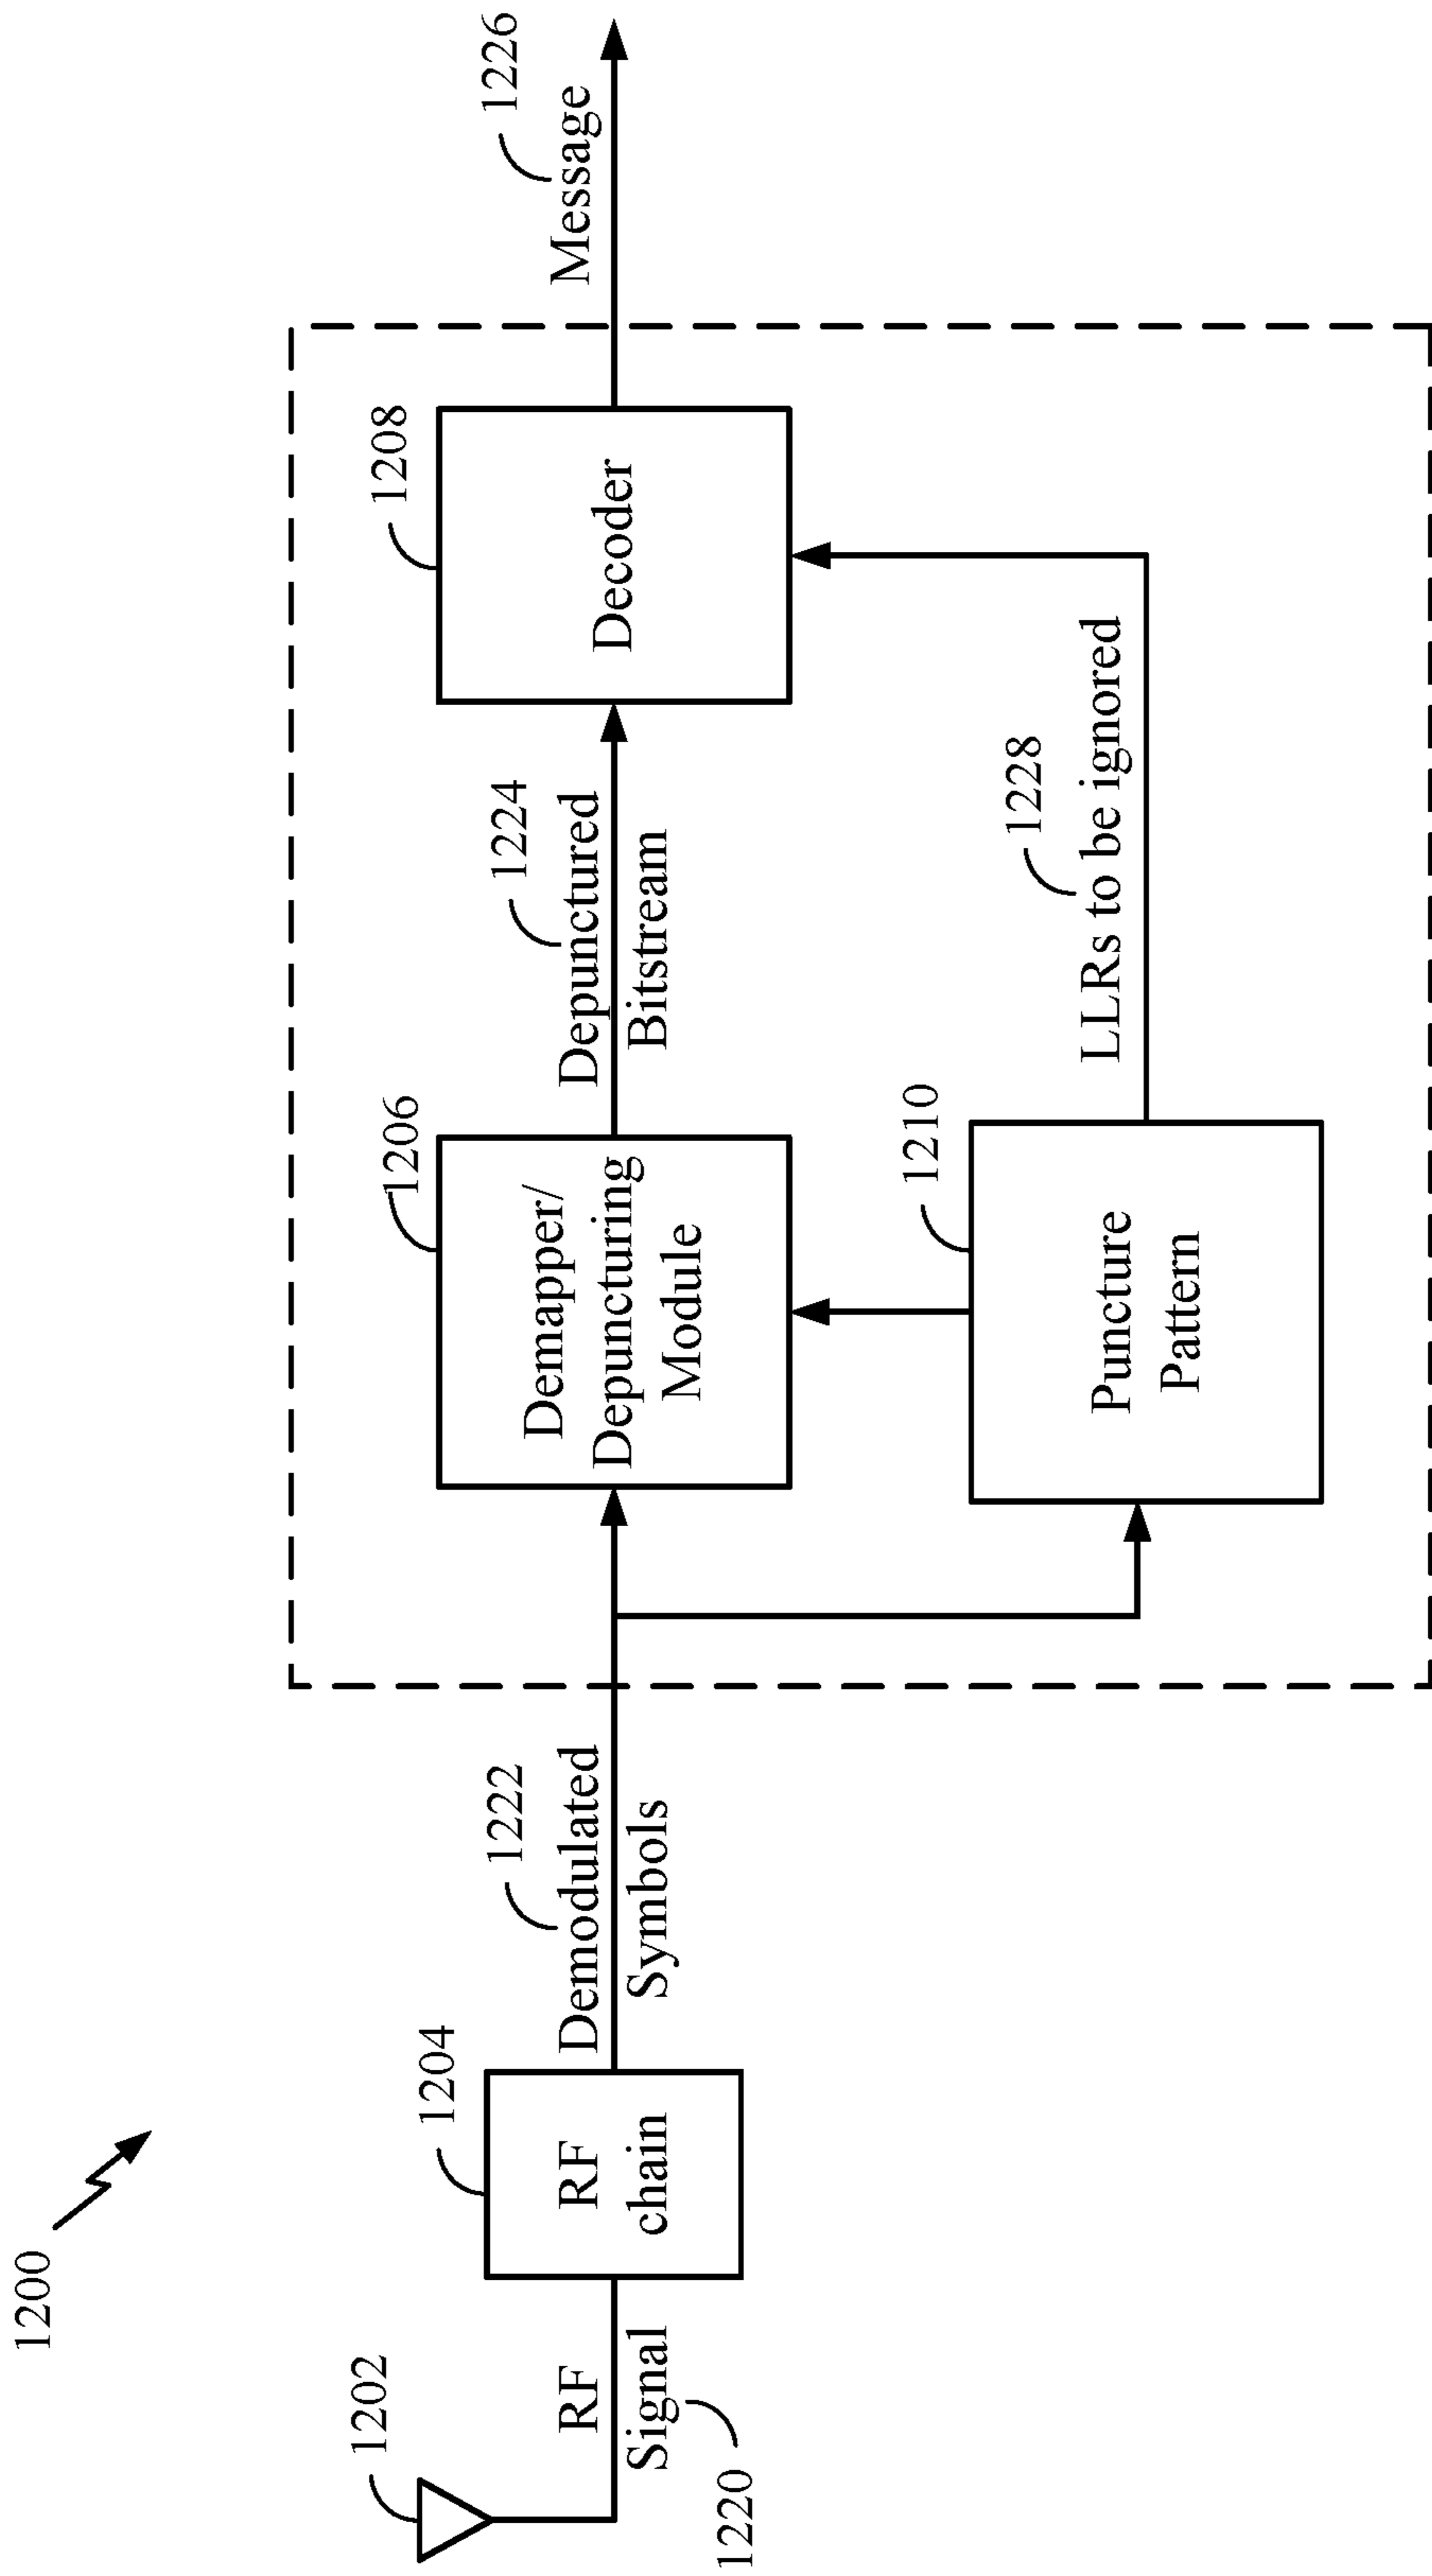 1200
1202
RF
Signal
1220
1204
RF
chain
1222
Demodulated
Symbols
1206
Demapper/
Depuncturing
Module
1224
Depunctured
Bitstream
1208
Decoder
1226
Message
1210
Puncture
Pattern
1228
LLRs to be ignored